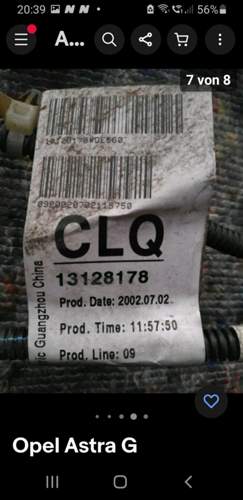 20:39
56%
A...
7 von 8
CLQ
13128178
Prod. Date: 2002.07.02
Prod. Time: 11:57:50
Prod. Line: 09
ic Guangzhou China
Opel Astra G